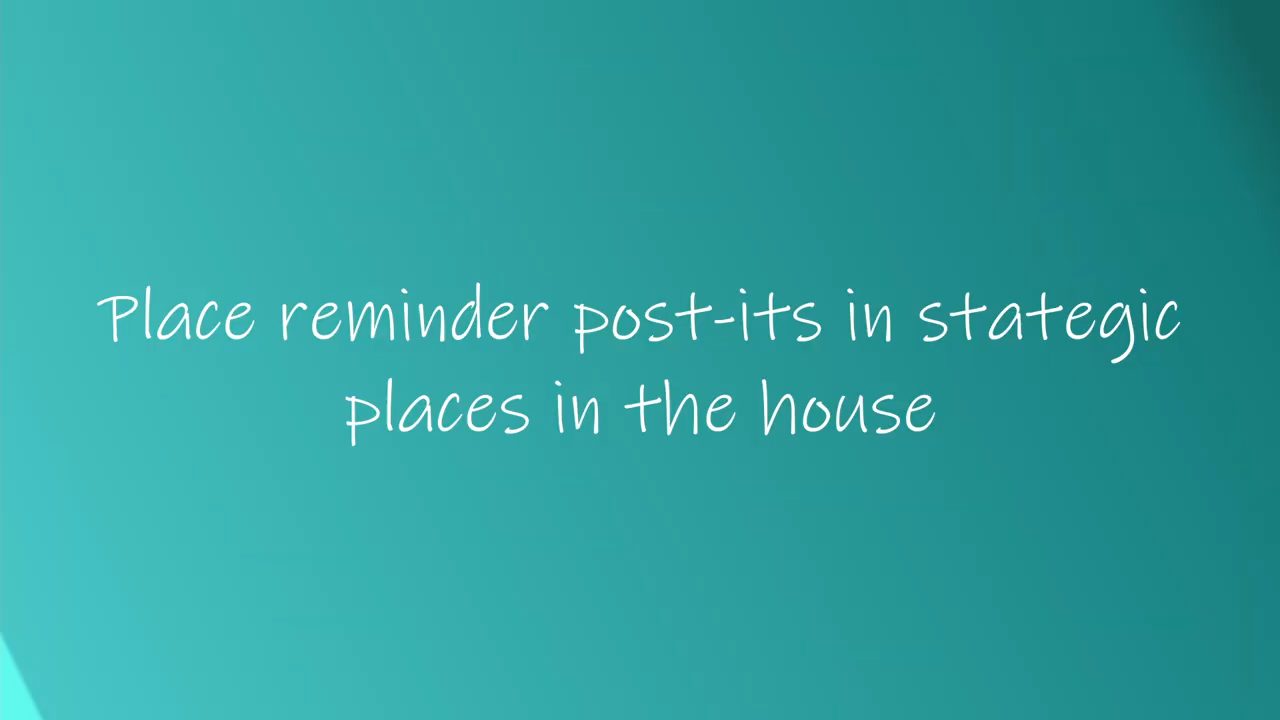 Place reminder post-its in stategic
places in the house